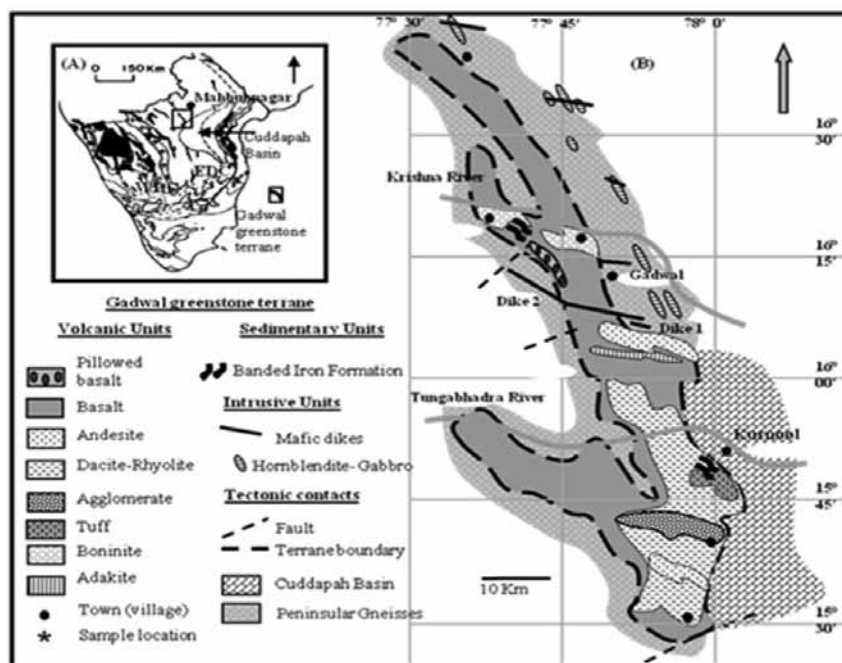 77° 30'
77° 45'
78° 0'
(A)
0 150 Km
Mahbubnagar
Cuddapah
Basin
ED
Gadwal
greenstone
terrane
(B)
16°
30'
Krishna River
16°
15'
Gadwal
Dike 2
Dike 1
16°
00'
Tungabhadra River
Kurnool
15°
45'
10 Km
15°
30'
Gadwal greenstone terrane
Volcanic Units
Pillowed
basalt
Basalt
Andesite
Dacite-Rhyolite
Agglomerate
Tuff
Boninite
Adakite
Town (village)
Sample location
Sedimentary Units
Banded Iron Formation
Intrusive Units
Mafic dikes
Hornblendite-Gabbro
Tectonic contacts
Fault
Terrane boundary
Cuddapah Basin
Peninsular Gneisses